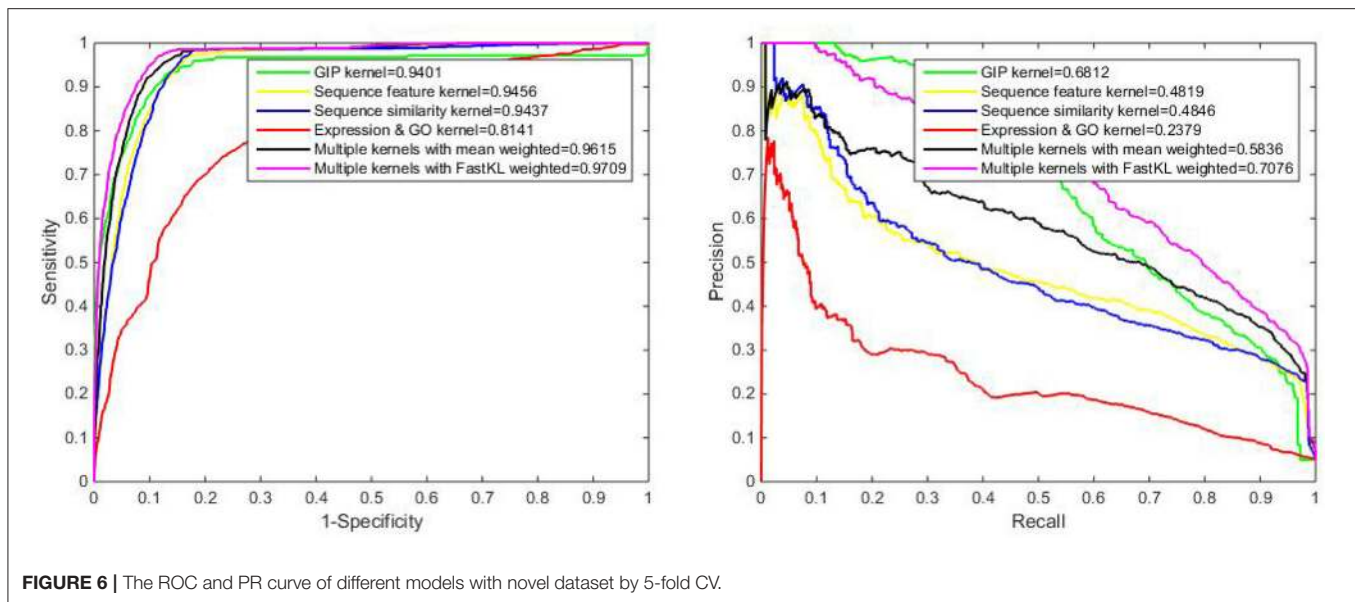 1
0.9
0.8
0.7
0.6
0.5
0.4
0.3
0.2
0.1
0
Sensitivity
GIP kernel=0.9401
Sequence feature kernel=0.9456
Sequence similarity kernel=0.9437
Expression & GO kernel=0.8141
Multiple kernels with mean weighted=0.9615
Multiple kernels with FastKL weighted=0.9709
0 0.1 0.2 0.3 0.4 0.5 0.6 0.7 0.8 0.9 1
1-Specificity
1
0.9
0.8
0.7
0.6
0.5
0.4
0.3
0.2
0.1
0
Precision
GIP kernel=0.6812
Sequence feature kernel=0.4819
Sequence similarity kernel=0.4846
Expression & GO kernel=0.2379
Multiple kernels with mean weighted=0.5836
Multiple kernels with FastKL weighted=0.7076
0 0.1 0.2 0.3 0.4 0.5 0.6 0.7 0.8 0.9 1
Recall
FIGURE 6 | The ROC and PR curve of different models with novel dataset by 5-fold CV.